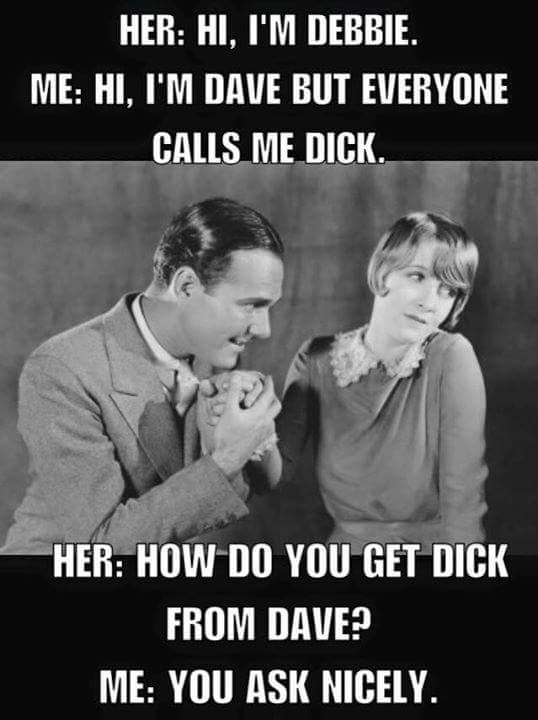 HER: HI, I'M DEBBIE.
ME: HI, I'M DAVE BUT EVERYONE
CALLS ME DICK.
HER: HOW DO YOU GET DICK
FROM DAVE?
ME: YOU ASK NICELY.